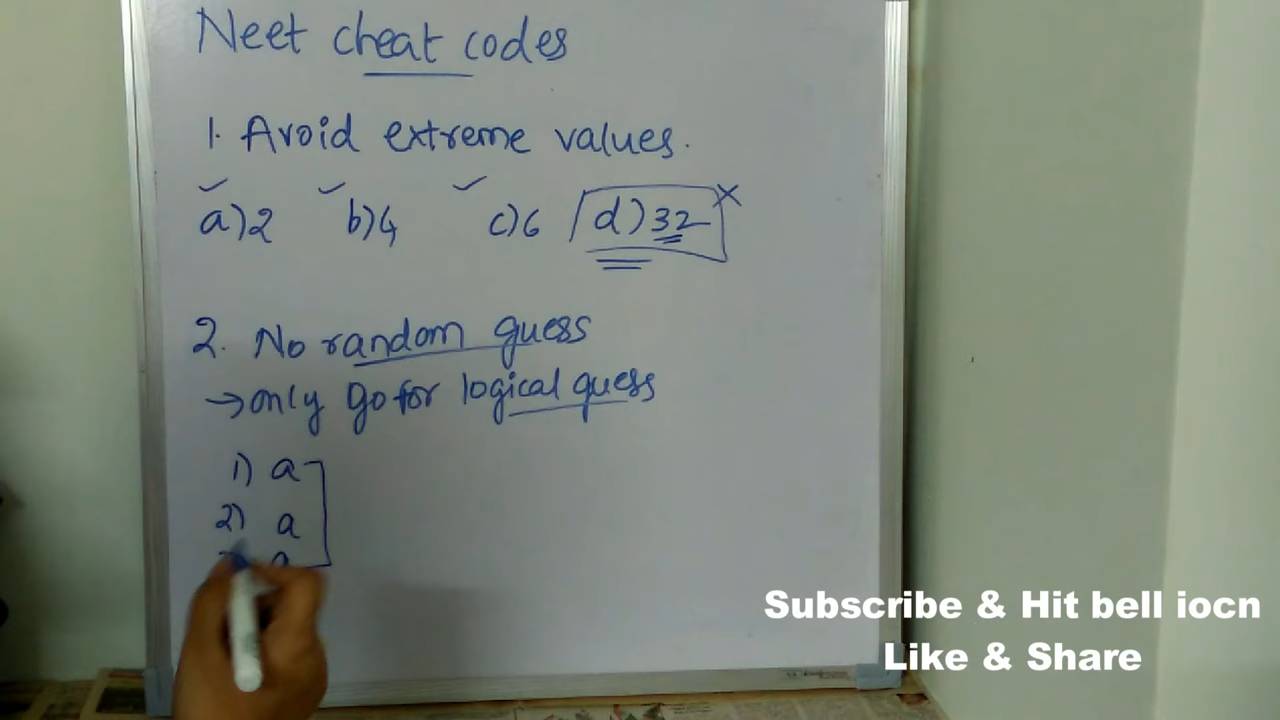 Neet cheat codes
1. Avoid extreme values.
a) 2 b) 4 c) 6 d) 32
2. No random guess
→ only go for logical guess
1) a
2) a
a
Subscribe & Hit bell iocn
Like & Share